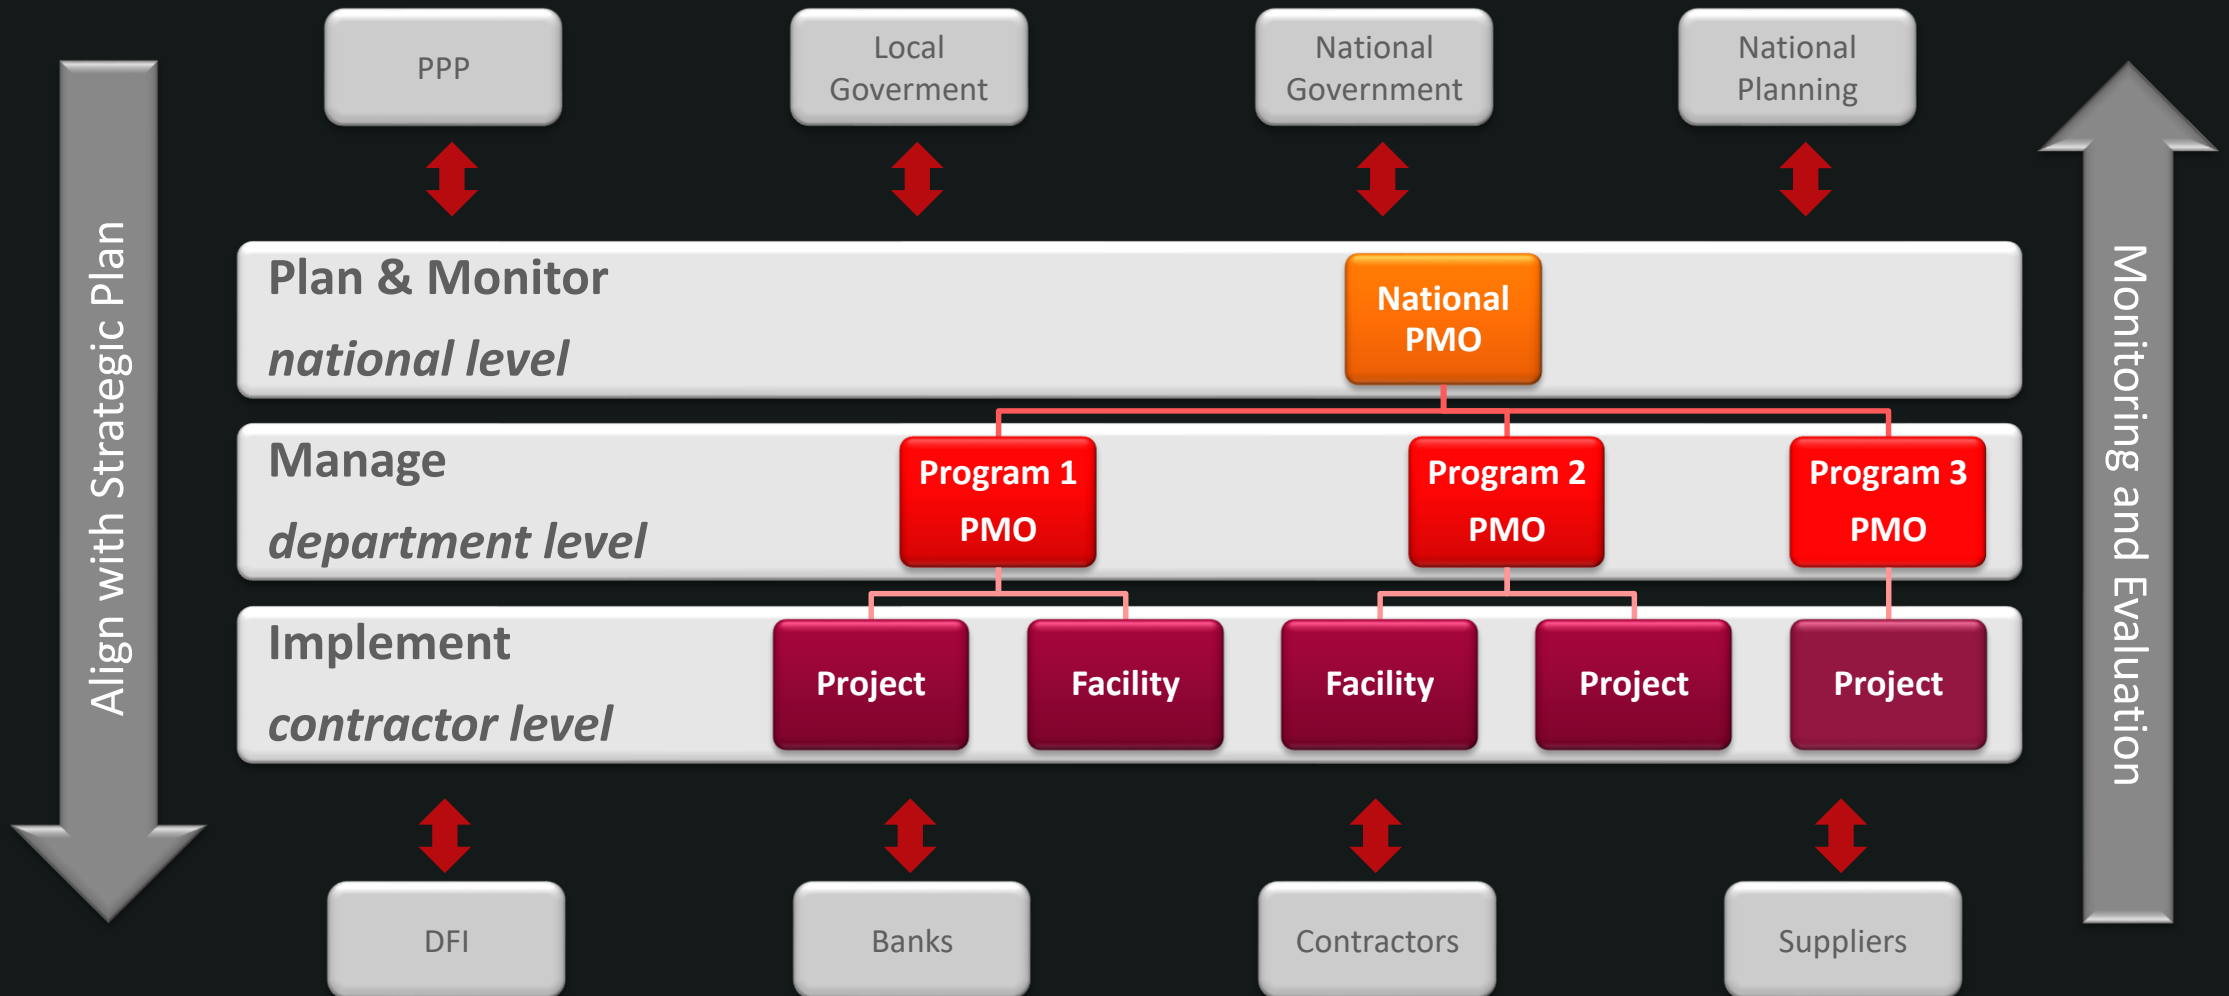 PPP
Local
Goverment
National
Government
National
Planning
Align with Strategic Plan
Monitoring and Evaluation
Plan & Monitor
national level
National
PMO
Manage
department level
Program 1
PMO
Program 2
PMO
Program 3
PMO
Implement
contractor level
Project
Facility
Facility
Project
Project
DFI
Banks
Contractors
Suppliers